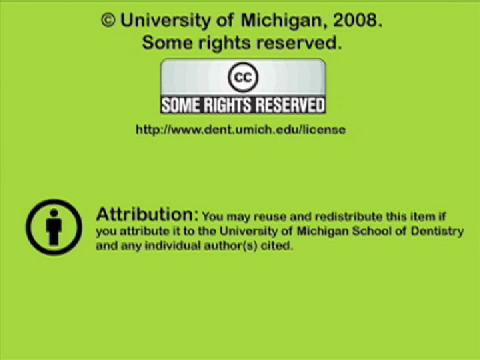 © University of Michigan, 2008.
Some rights reserved.
cc
SOME RIGHTS RESERVED
http://www.dent.umich.edu/license
Attribution: You may reuse and redistribute this item if
you attribute it to the University of Michigan School of Dentistry
and any individual author(s) cited.